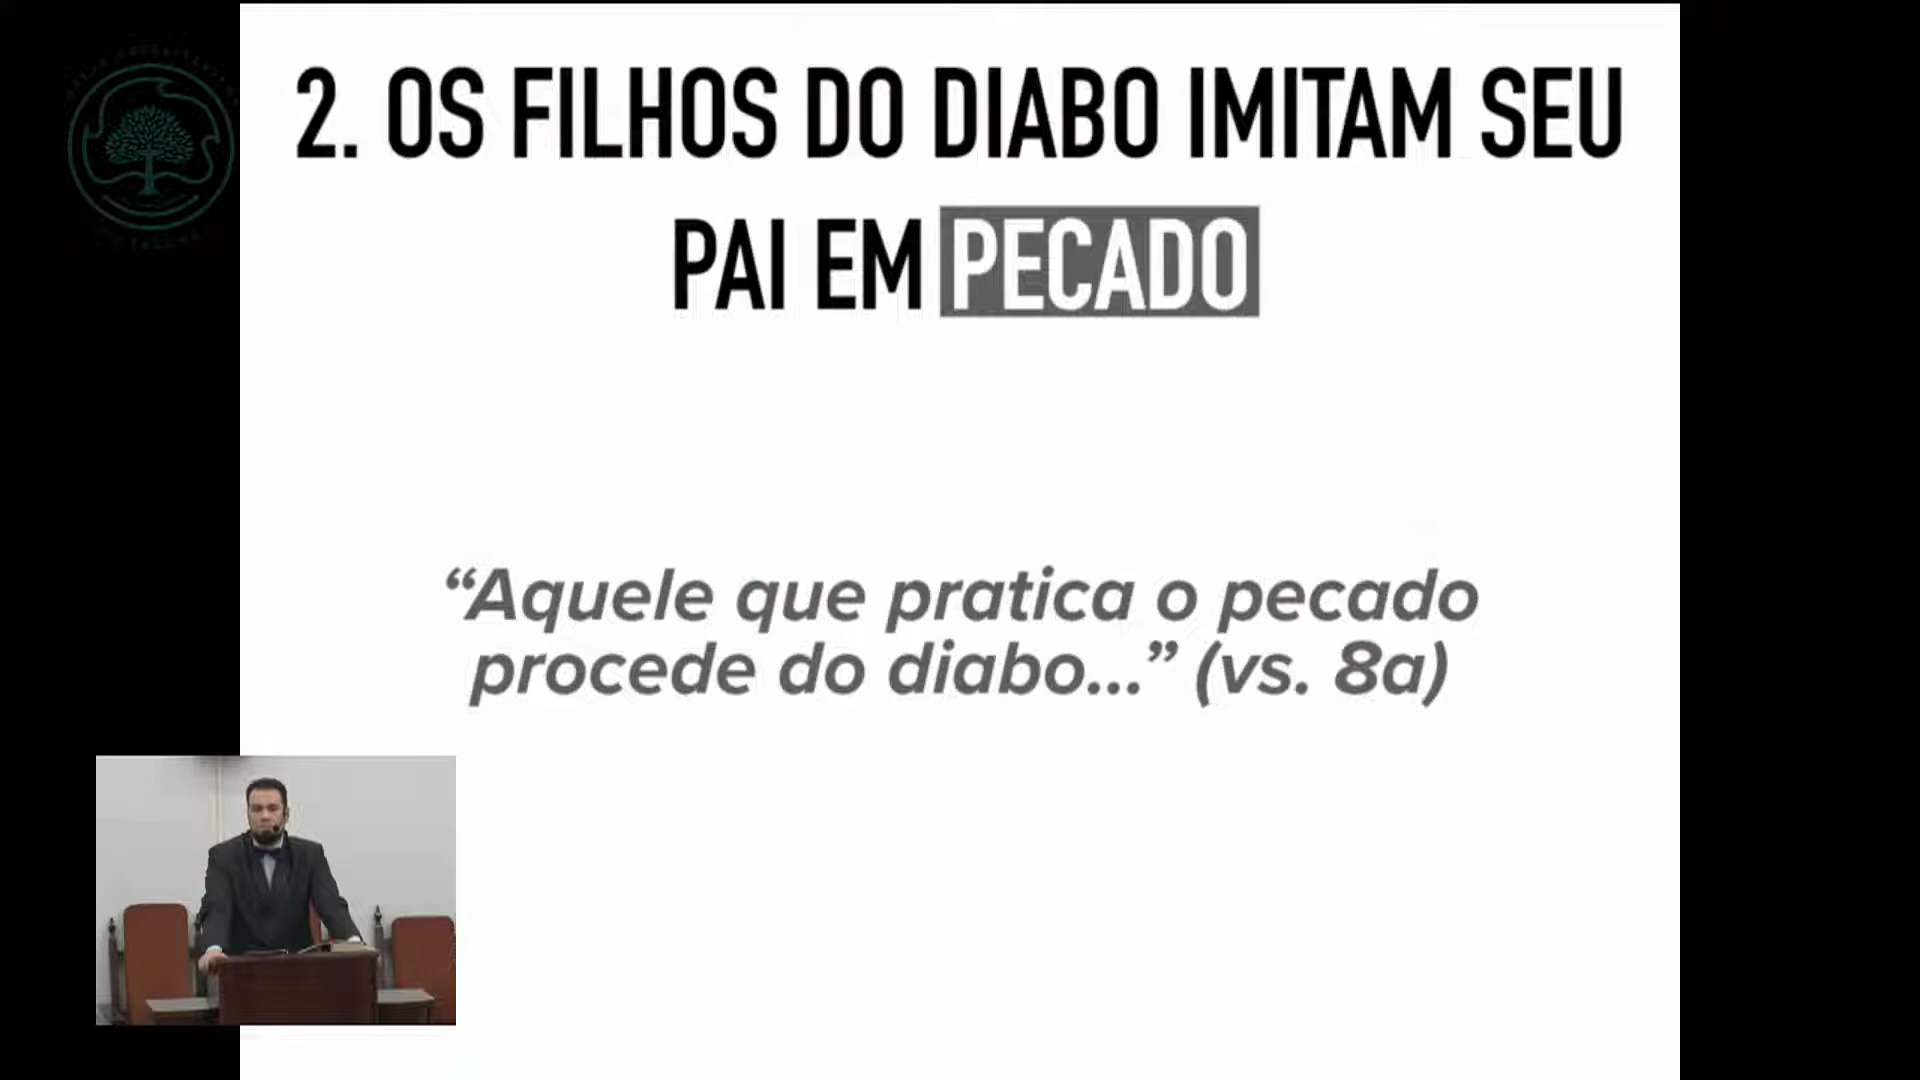 2. OS FILHOS DO DIABO IMITAM SEU
PAI EM PECADO
“Aquele que pratica o pecado
procede do diabo...” (vs. 8a)